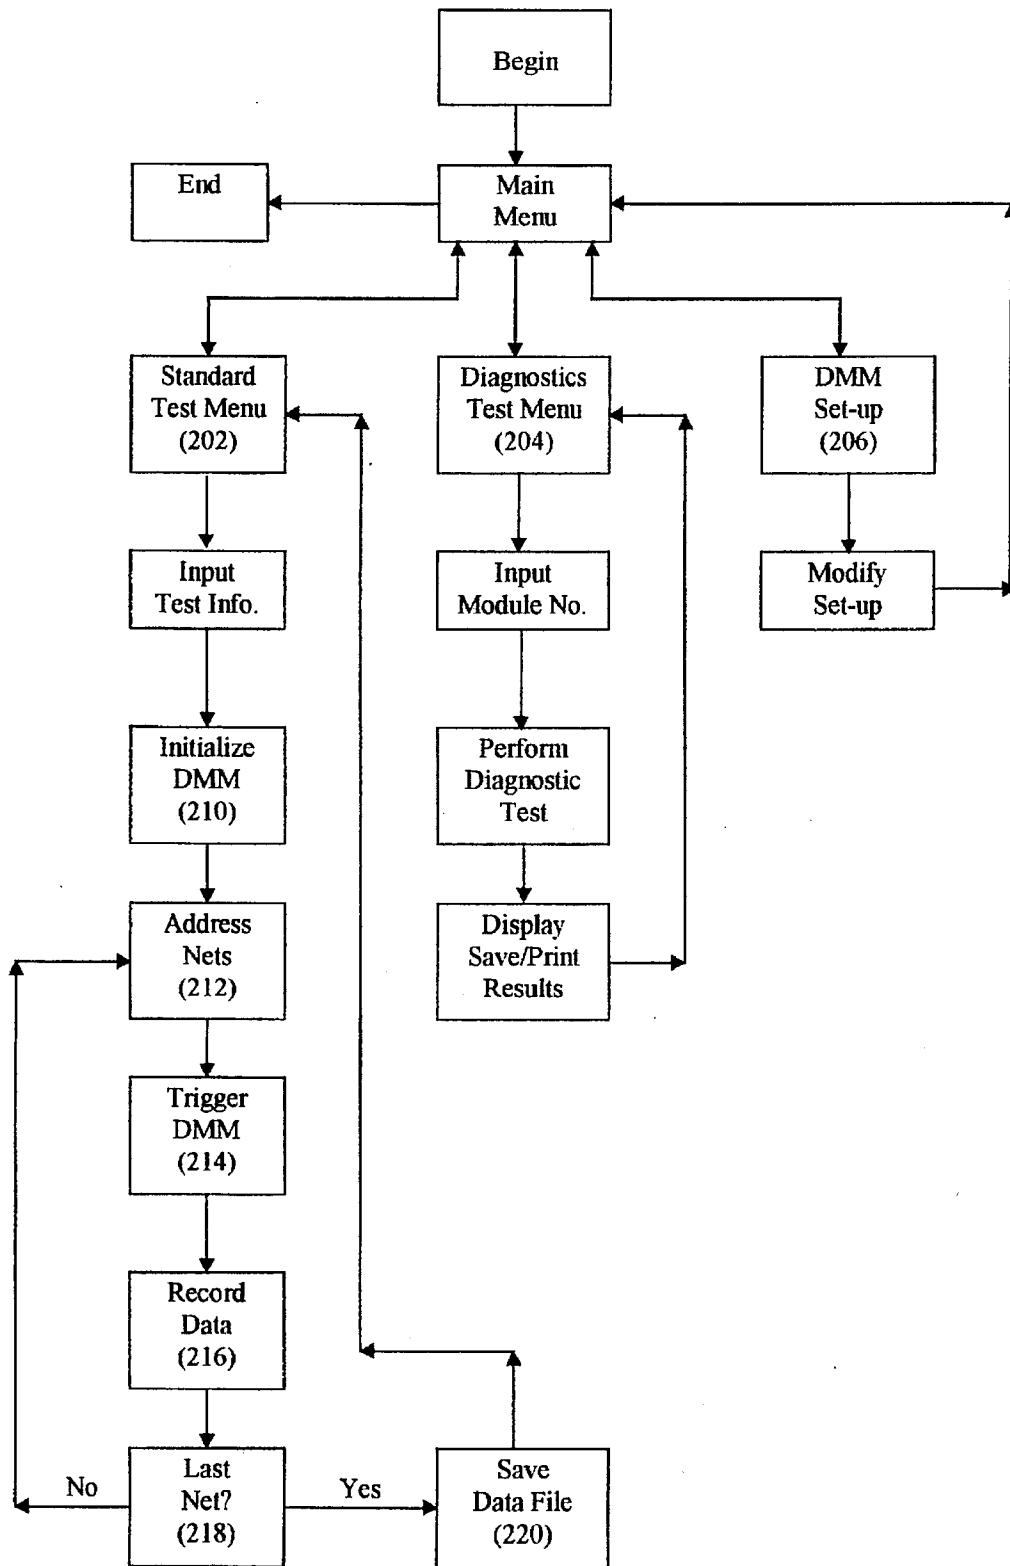 Begin
End
Main
Menu
Standard
Test Menu
(202)
Diagnostics
Test Menu
(204)
DMM
Set-up
(206)
Input
Test Info.
Input
Module No.
Modify
Set-up
Initialize
DMM
(210)
Perform
Diagnostic
Test
Address
Nets
(212)
Display
Save/Print
Results
Trigger
DMM
(214)
Record
Data
(216)
No
Last
Net?
(218)
Yes
Save
Data File
(220)